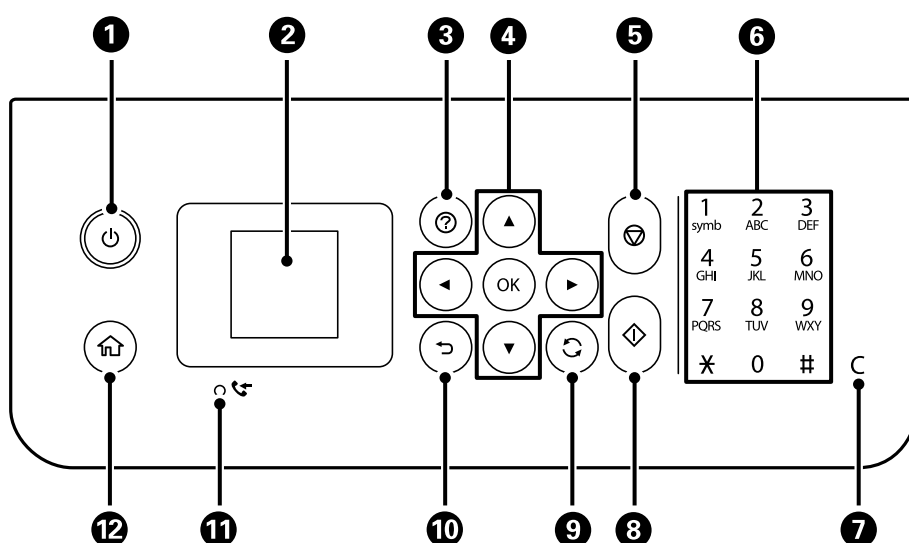 1 2 3 4 5 6
1 2 3
symb ABC DEF
4 5 6
GHI JKL MNO
OK
7 8 9
PQRS TUV WXY
* 0 # C
12 11 10 9 8 7